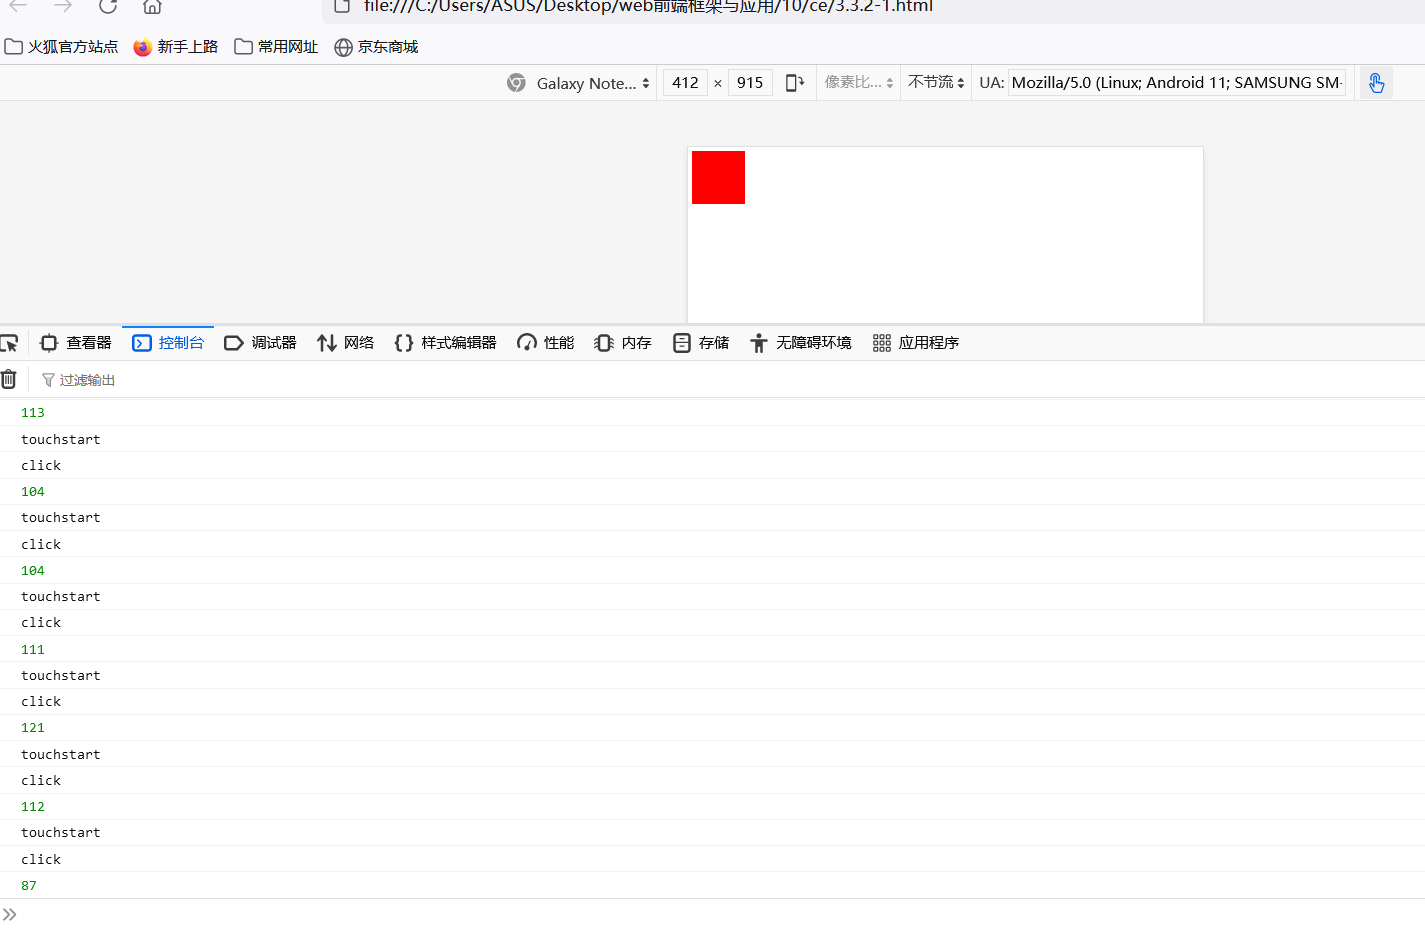 file:///C:/Users/ASUS/Desktop/web前端框架与应用/10/ce/3.3.2-1.html
火狐官方站点 新手上路 常用网址 京东商城
Galaxy Note... 412 × 915 像素比... 不节流 UA: Mozilla/5.0 (Linux; Android 11; SAMSUNG SM-
查看器 控制台 调试器 网络 样式编辑器 性能 内存 存储 无障碍环境 应用程序
过滤输出
113
touchstart
click
104
touchstart
click
104
touchstart
click
111
touchstart
click
121
touchstart
click
112
touchstart
click
87